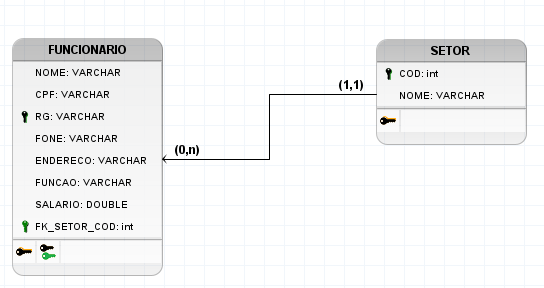 FUNCIONARIO
NOME: VARCHAR
CPF: VARCHAR
RG: VARCHAR
FONE: VARCHAR
ENDERECO: VARCHAR
FUNCAO: VARCHAR
SALARIO: DOUBLE
FK_SETOR_COD: int
(0,n)
(1,1)
SETOR
COD: int
NOME: VARCHAR